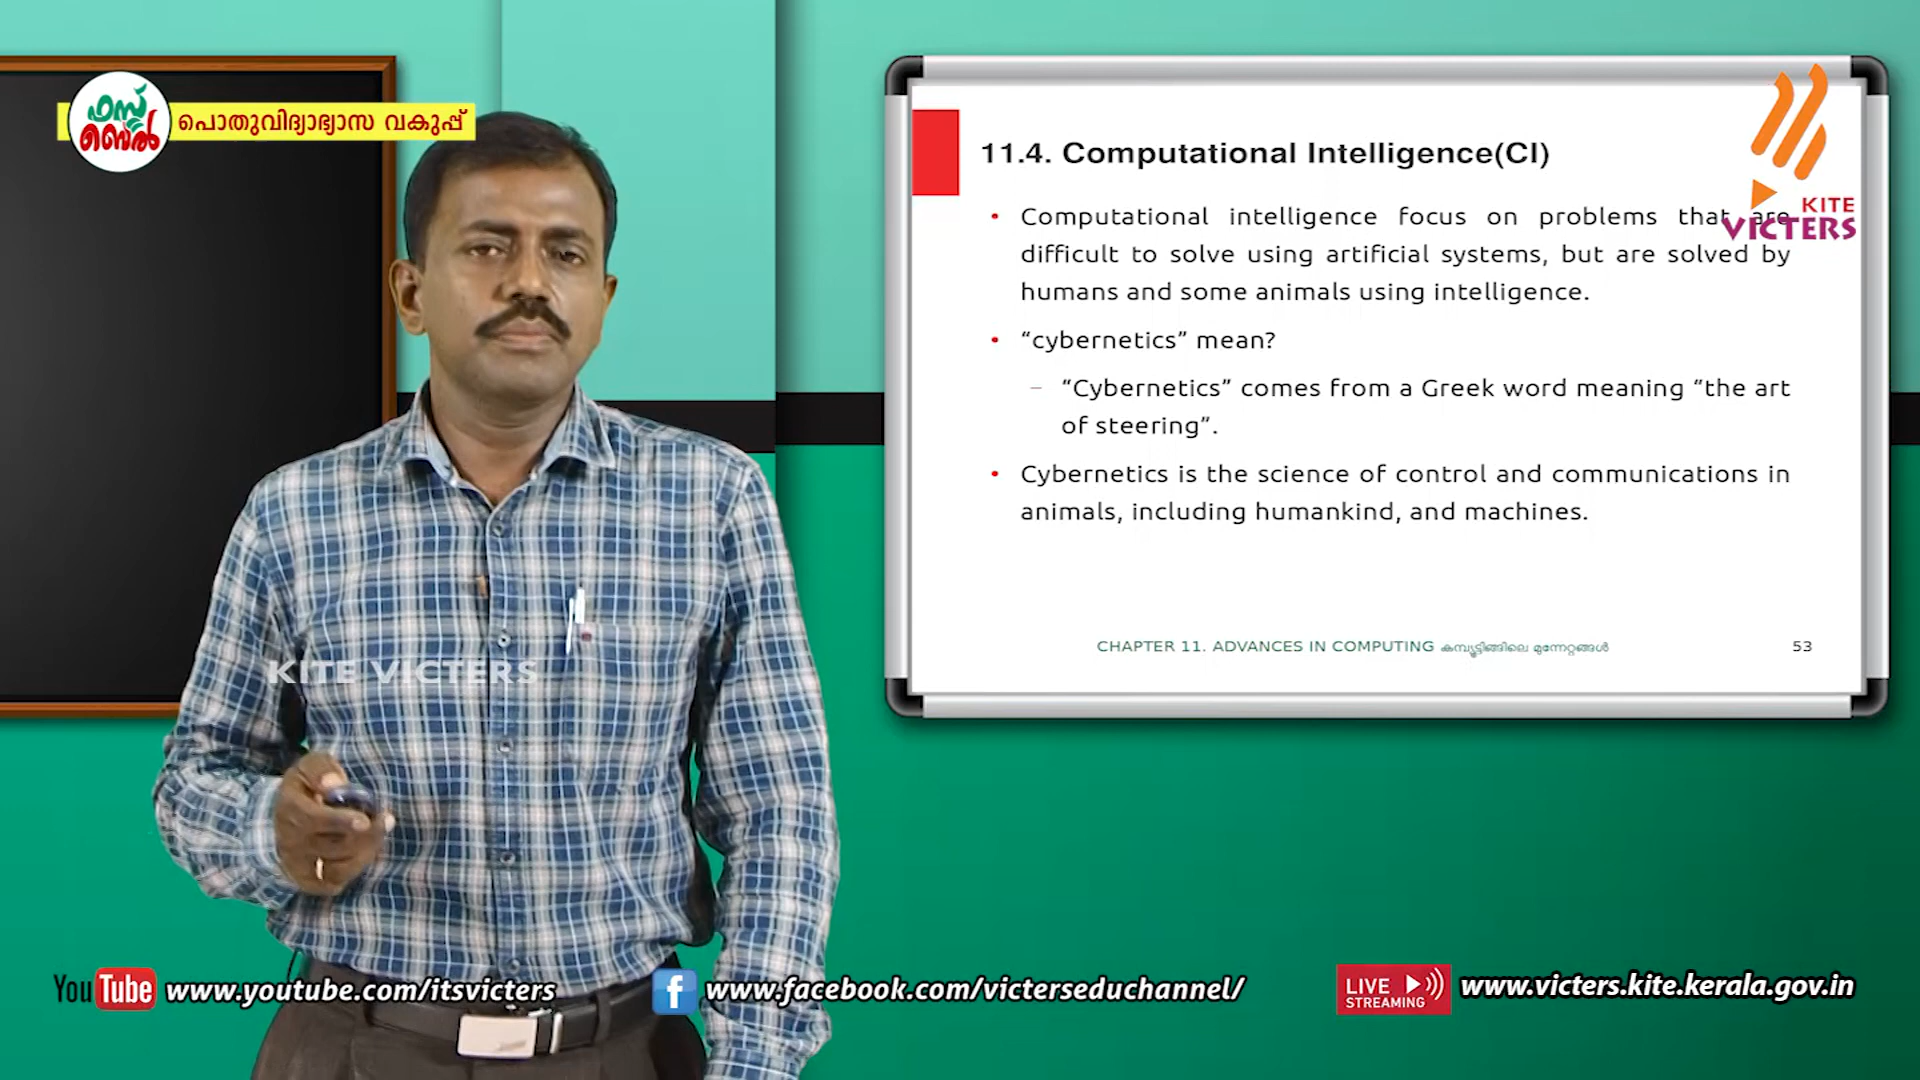 ഫസ്റ്റ്
ബെൽ
പൊതുവിദ്യാഭ്യാസ വകുപ്പ്
KITE
VICTERS
11.4. Computational Intelligence(CI)
• Computational intelligence focus on problems that are
difficult to solve using artificial systems, but are solved by
humans and some animals using intelligence.
• “cybernetics” mean?
– “Cybernetics” comes from a Greek word meaning “the art
of steering”.
• Cybernetics is the science of control and communications in
animals, including humankind, and machines.
CHAPTER 11. ADVANCES IN COMPUTING കമ്പ്യൂട്ടിങ്ങിലെ മുന്നേറ്റങ്ങൾ 53
KITE VICTERS
YouTube www.youtube.com/itsvicters
f www.facebook.com/victerseduchannel/
LIVE
STREAMING
www.victers.kite.kerala.gov.in